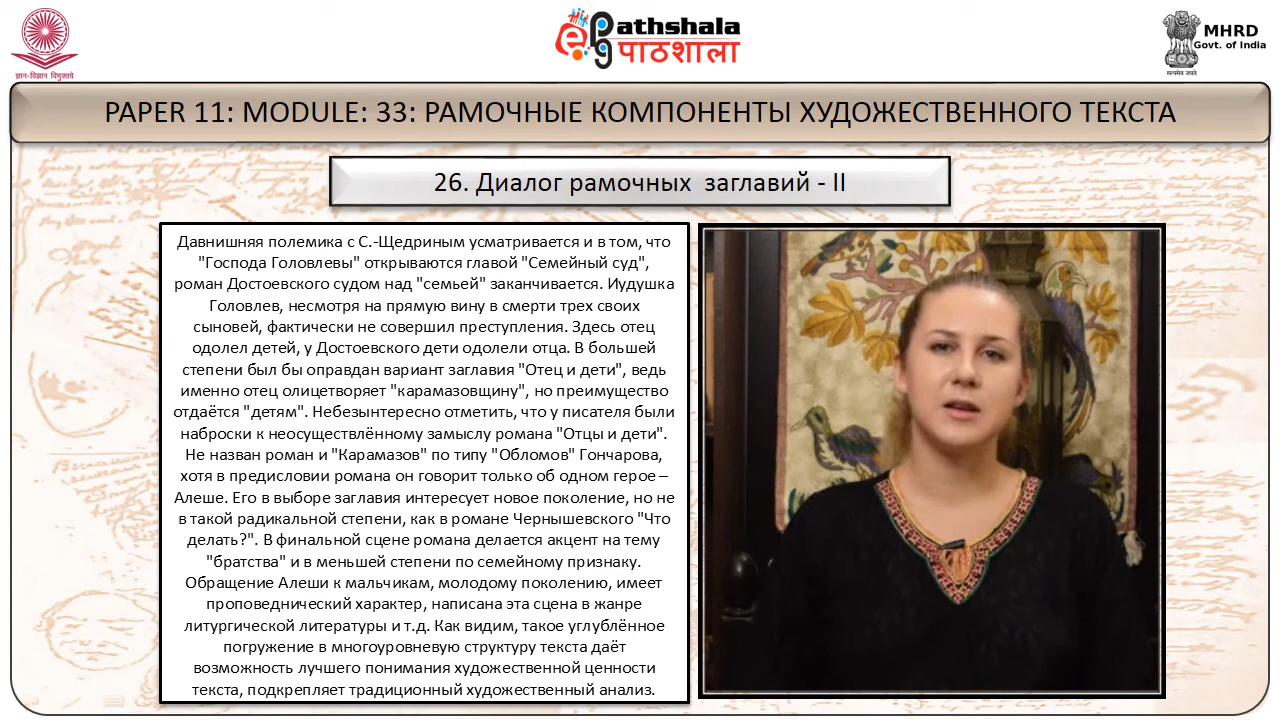 ज्ञान-विज्ञान विमुक्तये
ePathshala
पाठशाला
MHRD
Govt. of India
सत्यमेव जयते
PAPER 11: MODULE: 33: РАМОЧНЫЕ КОМПОНЕНТЫ ХУДОЖЕСТВЕННОГО ТЕКСТА
26. Диалог рамочных заглавий - II
Давнишняя полемика с С.-Щедриным усматривается и в том, что
"Господа Головлевы" открываются главой "Семейный суд",
роман Достоевского судом над "семьей" заканчивается. Иудушка
Головлев, несмотря на прямую вину в смерти трех своих
сыновей, фактически не совершил преступления. Здесь отец
одолел детей, у Достоевского дети одолели отца. В большей
степени был бы оправдан вариант заглавия "Отец и дети", ведь
именно отец олицетворяет "карамазовщину", но преимущество
отдаётся "детям". Небезынтересно отметить, что у писателя были
наброски к неосуществлённому замыслу романа "Отцы и дети".
Не назван роман и "Карамазов" по типу "Обломов" Гончарова,
хотя в предисловии романа он говорит только об одном герое –
Алеше. Его в выборе заглавия интересует новое поколение, но не
в такой радикальной степени, как в романе Чернышевского "Что
делать?". В финальной сцене романа делается акцент на тему
"братства" и в меньшей степени по семейному признаку.
Обращение Алеши к мальчикам, молодому поколению, имеет
проповеднический характер, написана эта сцена в жанре
литургической литературы и т.д. Как видим, такое углублённое
погружение в многоуровневую структуру текста даёт
возможность лучшего понимания художественной ценности
текста, подкрепляет традиционный художественный анализ.